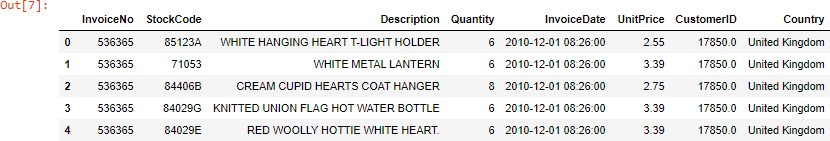 Out[7]:
InvoiceNo StockCode Description Quantity InvoiceDate UnitPrice CustomerID Country
0 536365 85123A WHITE HANGING HEART T-LIGHT HOLDER 6 2010-12-01 08:26:00 2.55 17850.0 United Kingdom
1 536365 71053 WHITE METAL LANTERN 6 2010-12-01 08:26:00 3.39 17850.0 United Kingdom
2 536365 84406B CREAM CUPID HEARTS COAT HANGER 8 2010-12-01 08:26:00 2.75 17850.0 United Kingdom
3 536365 84029G KNITTED UNION FLAG HOT WATER BOTTLE 6 2010-12-01 08:26:00 3.39 17850.0 United Kingdom
4 536365 84029E RED WOOLLY HOTTIE WHITE HEART. 6 2010-12-01 08:26:00 3.39 17850.0 United Kingdom